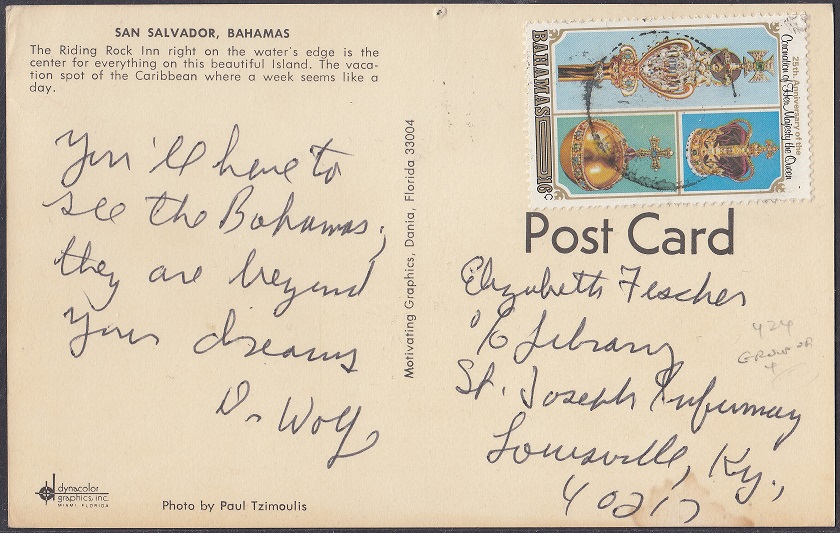 SAN SALVADOR, BAHAMAS
The Riding Rock Inn right on the water's edge is the
center for everything on this beautiful Island. The vaca-
tion spot of the Caribbean where a week seems like a
day.
You'll have to
see the Bahamas;
they are beyond
your dreams
D. Wolf
dynacolor
graphics, inc.
MIAMI, FLORIDA
Photo by Paul Tzimoulis
Motivating Graphics, Dania, Florida 33004
25th Anniversary of the
Coronation of Her Majesty the Queen
BAHAMAS
16c
Post Card
Elizabeth Fescher
c/o Library
St. Joseph Infirmary
Louisville, Ky.,
40217
424